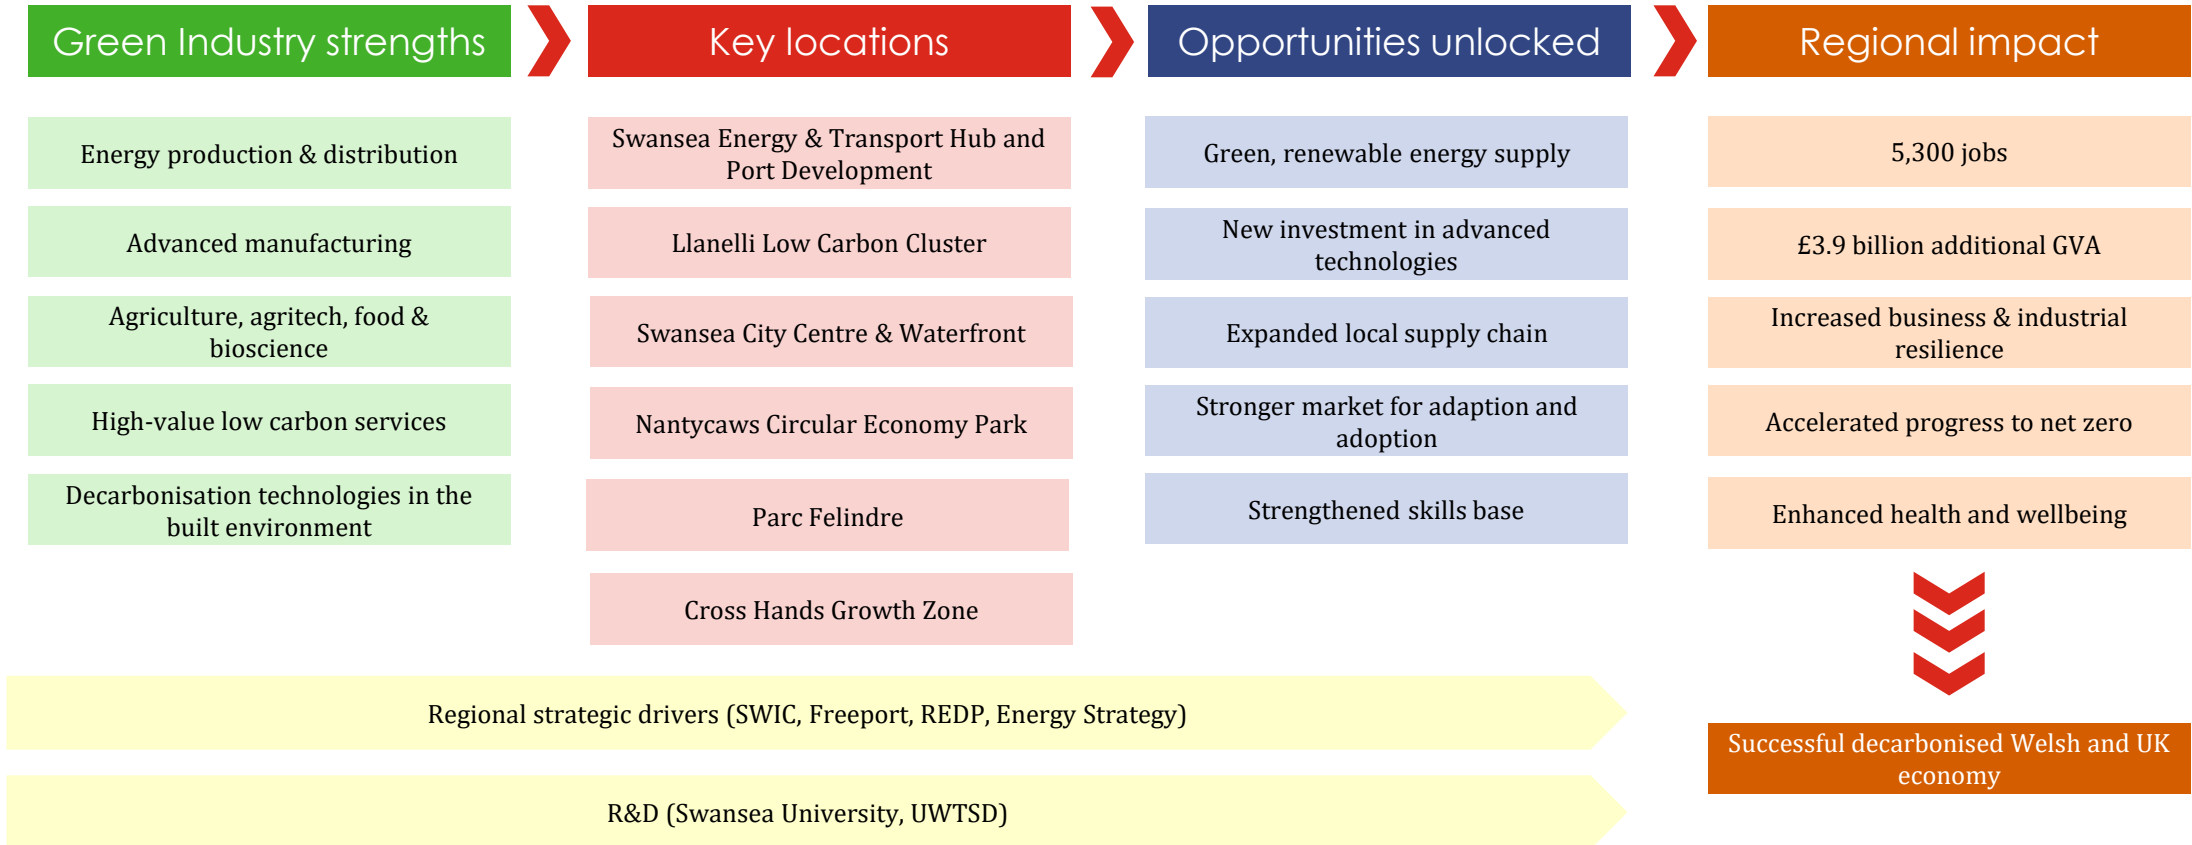 Green Industry strengths
Key locations
Opportunities unlocked
Regional impact
Energy production & distribution
Advanced manufacturing
Agriculture, agritech, food &
bioscience
High-value low carbon services
Decarbonisation technologies in the
built environment
Swansea Energy & Transport Hub and
Port Development
Llanelli Low Carbon Cluster
Swansea City Centre & Waterfront
Nantycaws Circular Economy Park
Parc Felindre
Cross Hands Growth Zone
Green, renewable energy supply
New investment in advanced
technologies
Expanded local supply chain
Stronger market for adaption and
adoption
Strengthened skills base
5,300 jobs
£3.9 billion additional GVA
Increased business & industrial
resilience
Accelerated progress to net zero
Enhanced health and wellbeing
Successful decarbonised Welsh and UK
economy
Regional strategic drivers (SWIC, Freeport, REDP, Energy Strategy)
R&D (Swansea University, UWTSD)